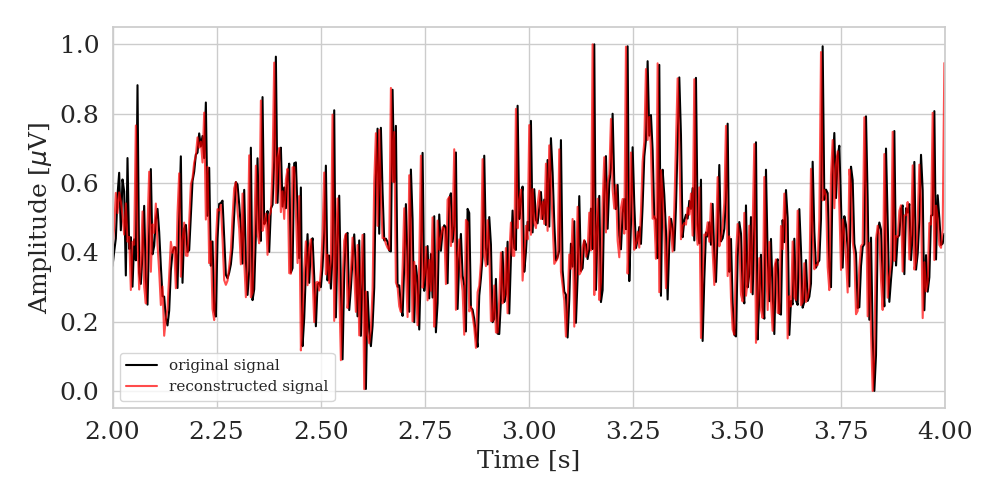 1.0
0.8
0.6
0.4
0.2
0.0
Amplitude [μV]
original signal
reconstructed signal
2.00 2.25 2.50 2.75 3.00 3.25 3.50 3.75 4.00
Time [s]